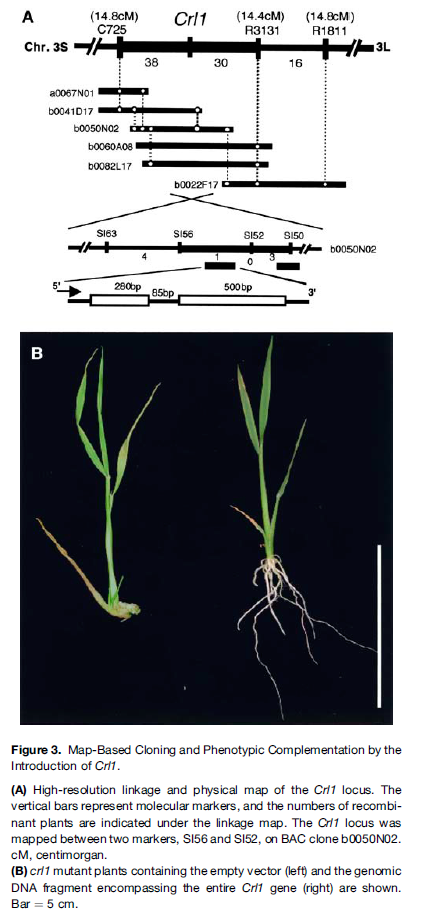 A
(14.8cM) Crl1 (14.4cM) (14.8cM)
C725 R3131 R1811
Chr. 3S 3L
38 30 16
a0067N01
b0041D17
b0050N02
b0060A08
b0082L17
b0022F17
SI63 SI56 SI52 SI50
b0050N02
4 1 0 3
5' 280bp 85bp 500bp 3'
B
Figure 3. Map-Based Cloning and Phenotypic Complementation by the
Introduction of Crl1.
(A) High-resolution linkage and physical map of the Crl1 locus. The
vertical bars represent molecular markers, and the numbers of recombi-
nant plants are indicated under the linkage map. The Crl1 locus was
mapped between two markers, SI56 and SI52, on BAC clone b0050N02.
cM, centimorgan.
(B) crl1 mutant plants containing the empty vector (left) and the genomic
DNA fragment encompassing the entire Crl1 gene (right) are shown.
Bar = 5 cm.